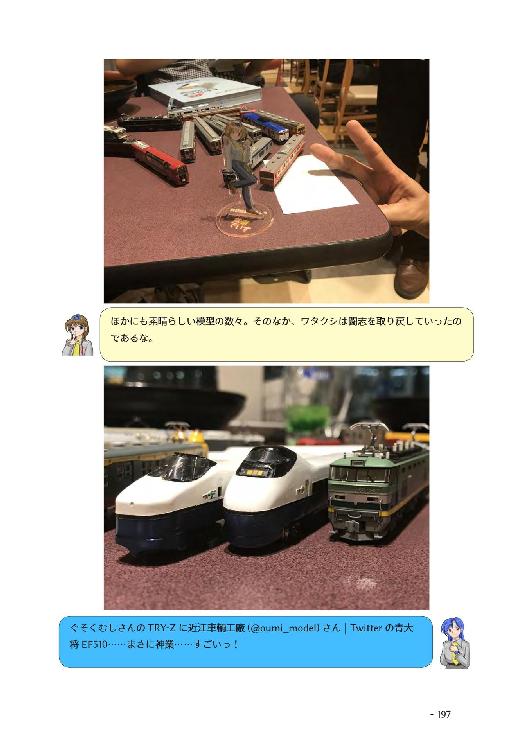 ほかにも素晴らしい模型の数々。そのなか、ワタクシは闘志を取り戻していったの
であるな。
ぐそくむしさんの TRY-Z に近江車輌工廠 (@oumi_model) さん | Twitter の青大
将 EF510……まさに神業……すごいっ！
- 197